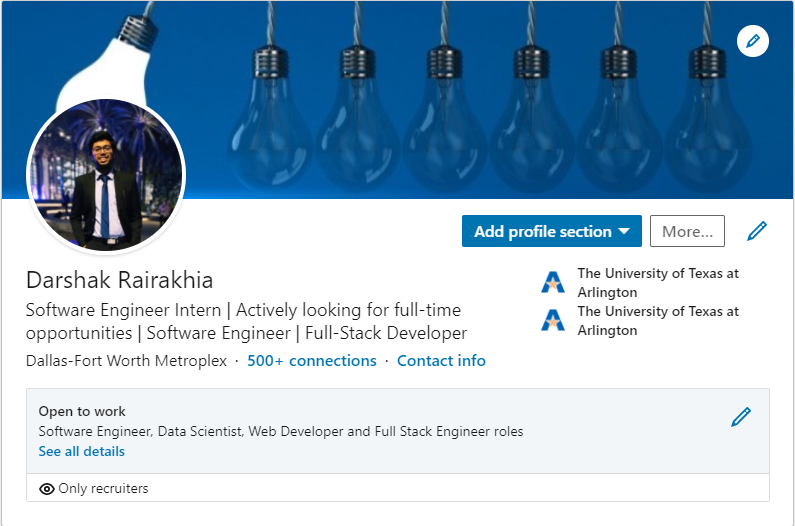 Add profile section
More...
Darshak Rairakhia
Software Engineer Intern | Actively looking for full-time
opportunities | Software Engineer | Full-Stack Developer
Dallas-Fort Worth Metroplex · 500+ connections · Contact info
The University of Texas at
Arlington
The University of Texas at
Arlington
Open to work
Software Engineer, Data Scientist, Web Developer and Full Stack Engineer roles
See all details
Only recruiters